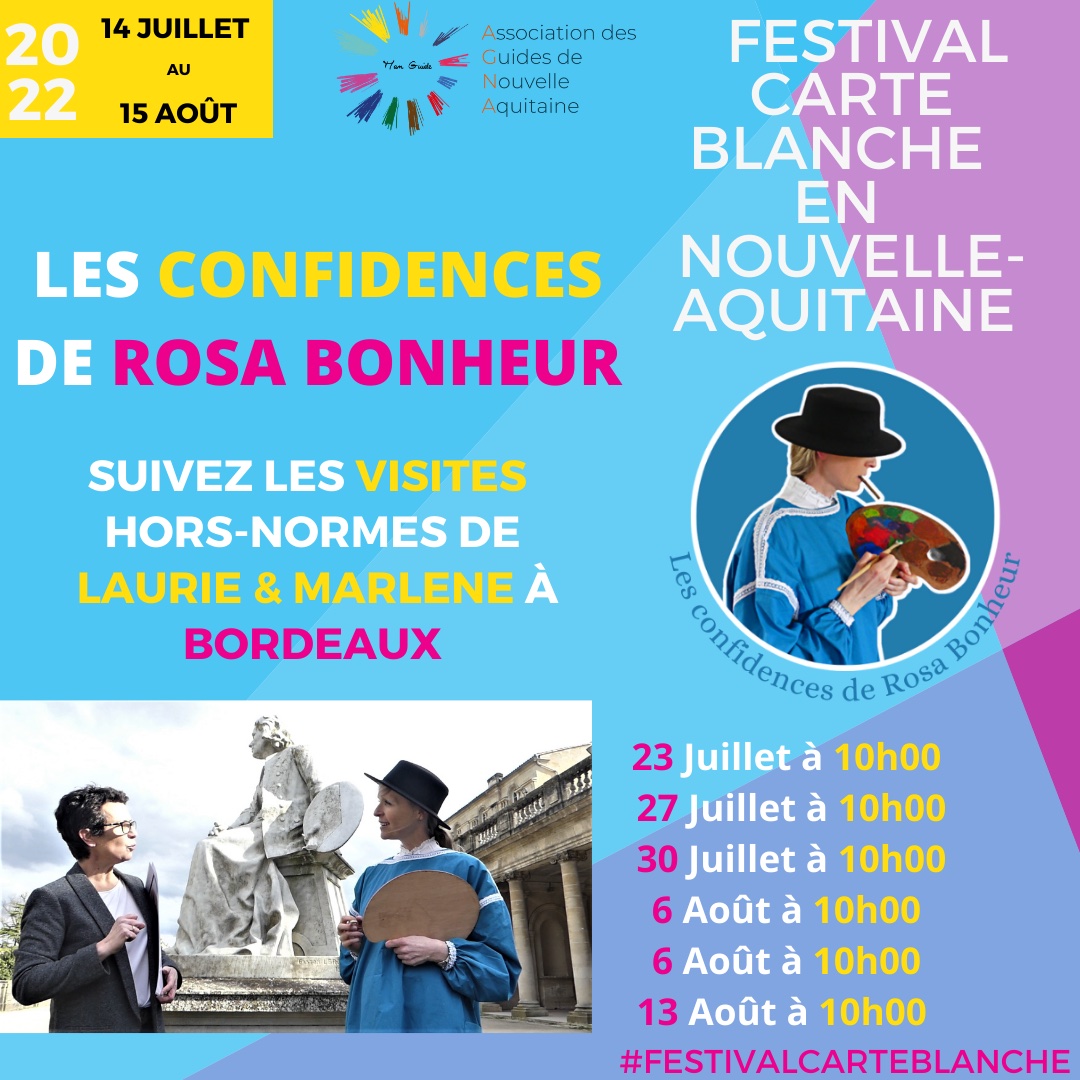 20
22
14 JUILLET
AU
15 AOÛT
Mon Guide
Association des
Guides de
Nouvelle
Aquitaine
FESTIVAL
CARTE
BLANCHE
EN
NOUVELLE-
AQUITAINE
LES CONFIDENCES
DE ROSA BONHEUR
SUIVEZ LES VISITES
HORS-NORMES DE
LAURIE & MARLENE À
BORDEAUX
Les confidences de Rosa Bonheur
23 Juillet à 10h00
27 Juillet à 10h00
30 Juillet à 10h00
6 Août à 10h00
6 Août à 10h00
13 Août à 10h00
#FESTIVALCARTEBLANCHE